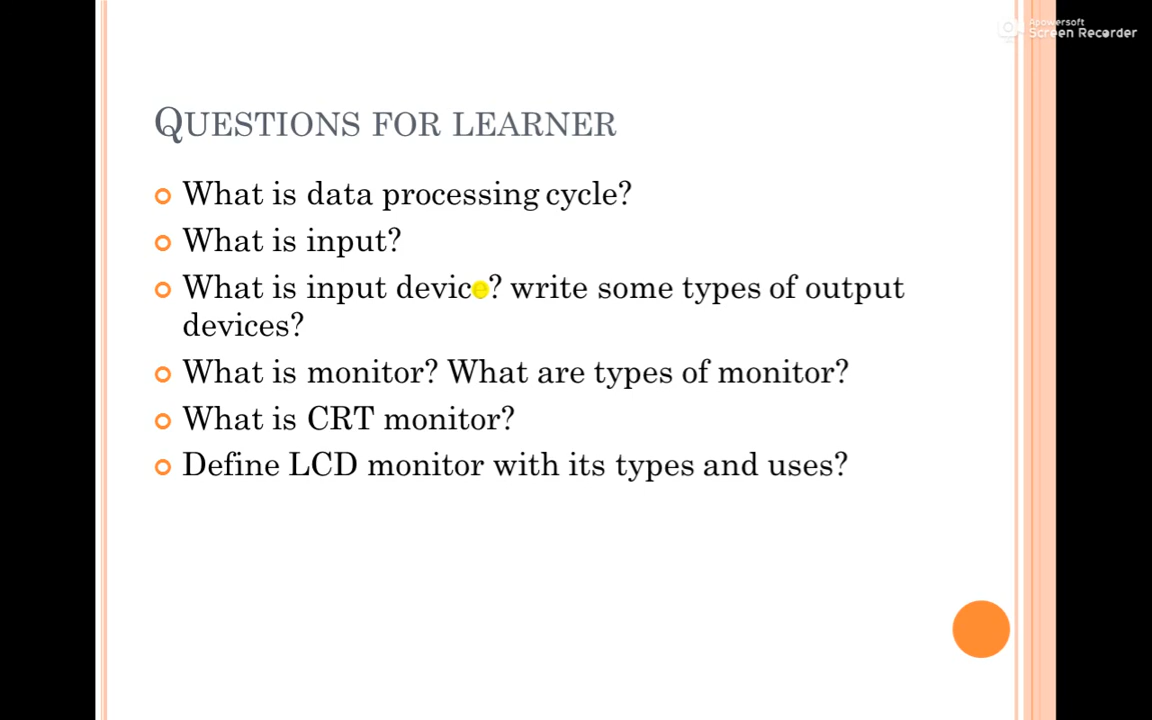 Apowersoft
Screen Recorder
QUESTIONS FOR LEARNER
What is data processing cycle?
What is input?
What is input device? write some types of output
devices?
What is monitor? What are types of monitor?
What is CRT monitor?
Define LCD monitor with its types and uses?